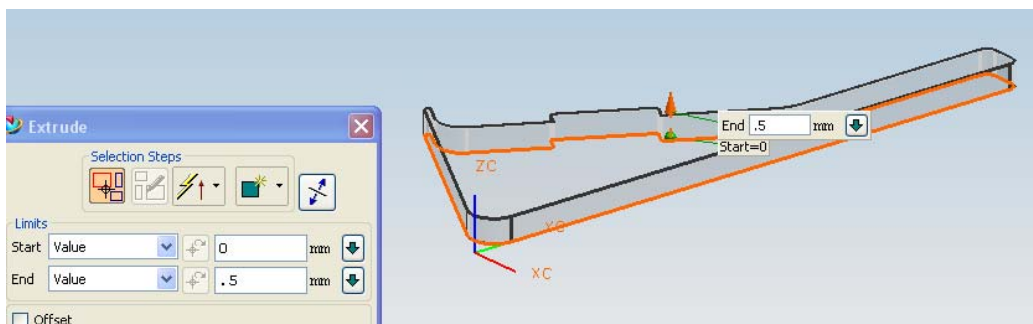 Extrude
Selection Steps
Limits
Start Value 0 mm
End Value .5 mm
Offset
End .5 mm
Start=0
ZC
YC
XC